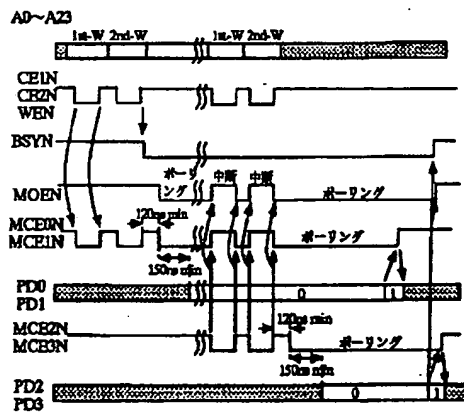 A0〜A23
1st-W 2nd-W 1st-W 2nd-W
CE1N
CE2N
WEN
BSYN
ポーリング 中断 中断
MOEN ポーリング
MCE0N 120ns min
MCE1N ポーリング
150ns min
PD0 0 1
PD1
MCE2N 120ns min
MCE3N ポーリング
150ns min
PD2 0 1
PD3